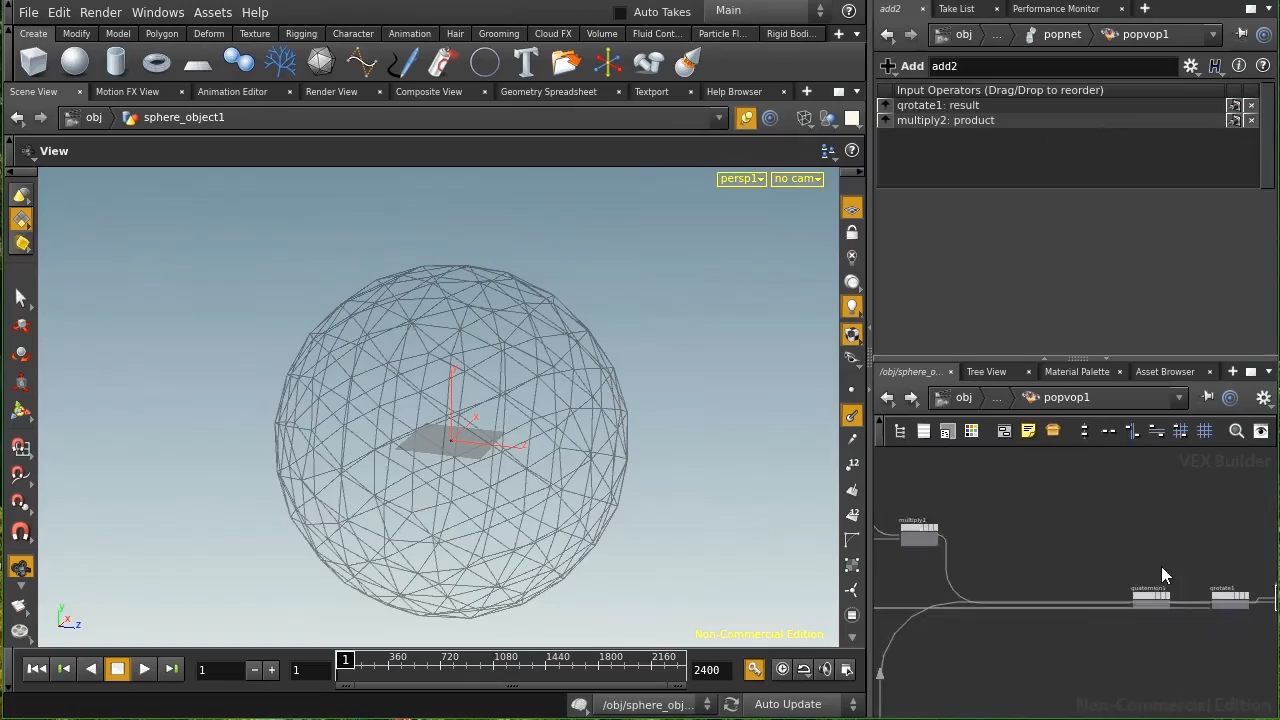 File Edit Render Windows Assets Help Auto Takes Main
add2 Take List Performance Monitor
obj ... popnet popvop1
Create Modify Model Polygon Deform Texture Rigging Character Animation Hair Grooming Cloud FX Volume Fluid Cont... Particle Fl... Rigid Bodi...
Add add2
Input Operators (Drag/Drop to reorder)
qrotate1: result
multiply2: product
Scene View Motion FX View Animation Editor Render View Composite View Geometry Spreadsheet Textport Help Browser
obj sphere_object1
View
persp1 no cam
12
12
y
x
z
y
x
z
Non-Commercial Edition
/obj/sphere_o... Tree View Material Palette Asset Browser
obj ... popvop1
VEX Builder
multiply1
quaternion1
qrotate1
Non-Commercial Edition
1 1 1 360 720 1080 1440 1800 2160 2400
/obj/sphere_obj... Auto Update